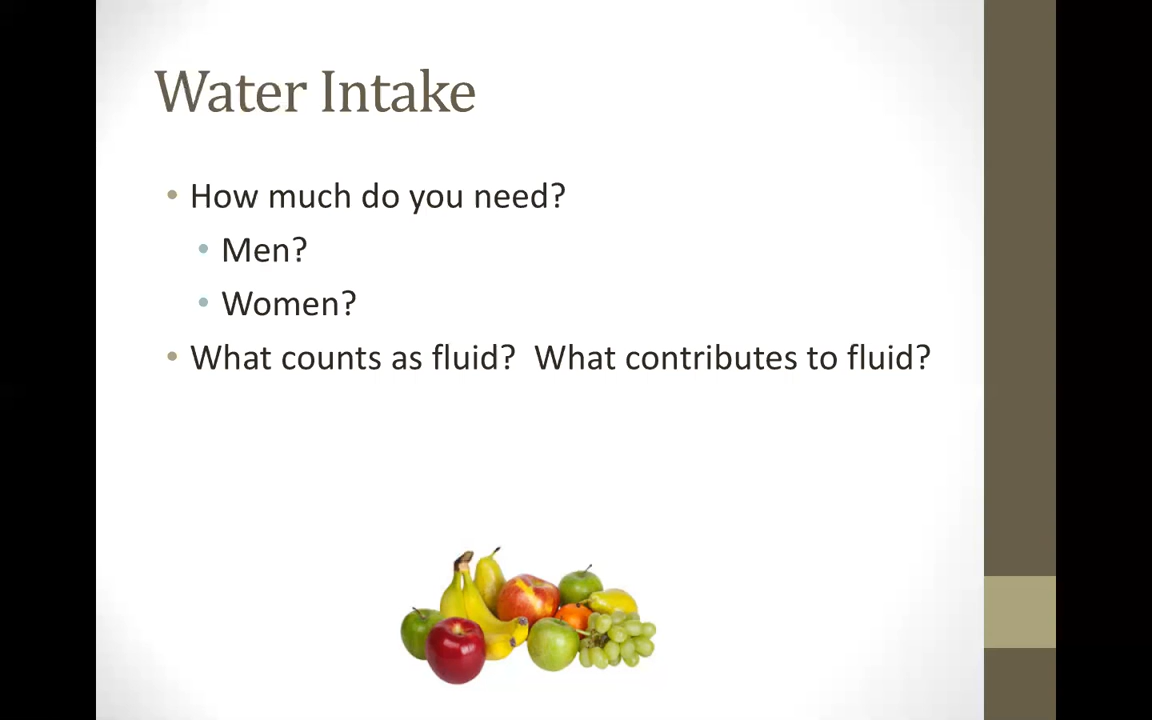 Water Intake
• How much do you need?
• Men?
• Women?
• What counts as fluid?  What contributes to fluid?